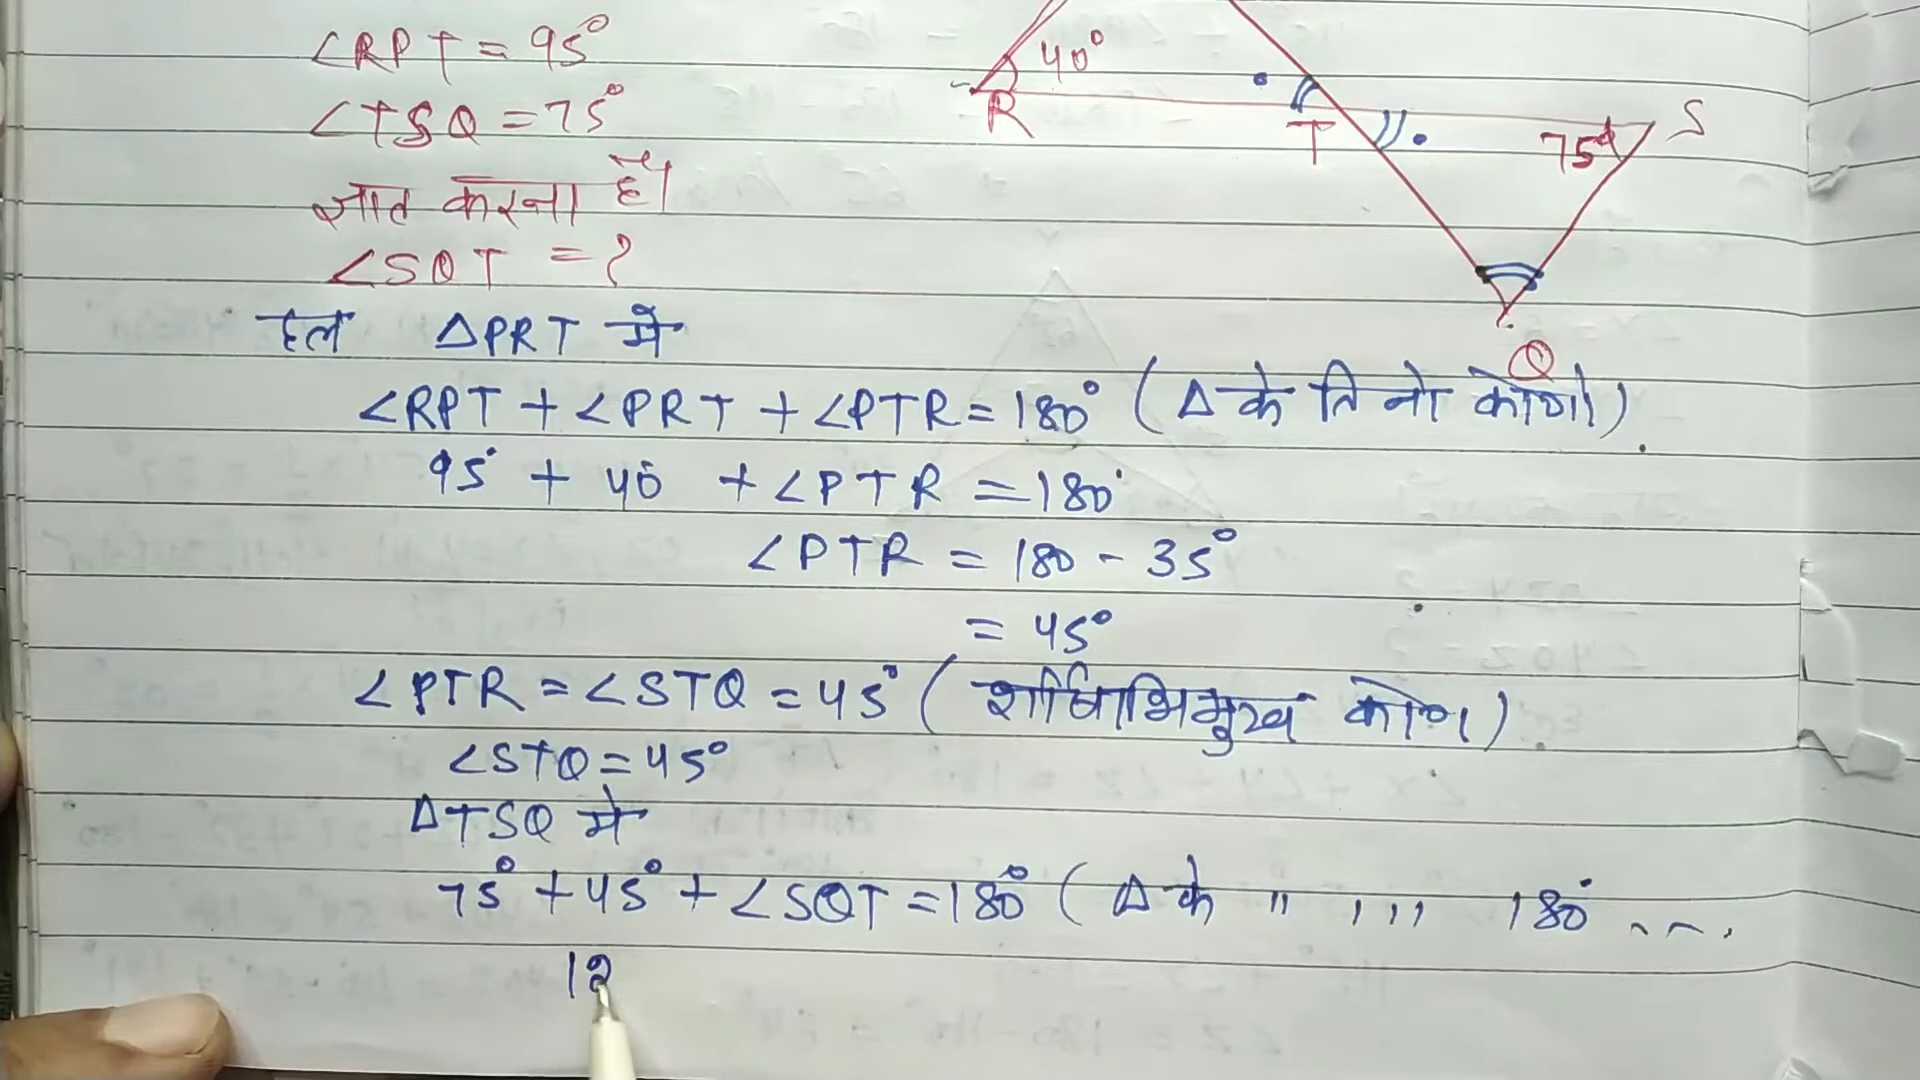 ∠RPT = 95°
∠TSQ = 75°
ज्ञात करना है।
∠SQT = ?
40°
R
T
75°
S
Q
हल ΔPRT में
∠RPT + ∠PRT + ∠PTR = 180° (Δ के तिनो कोणो)
95° + 40 + ∠PTR = 180°
∠PTR = 180 - 35°
= 45°
∠PTR = ∠STQ = 45° (शीर्षाभिमुख कोण)
∠STQ = 45°
ΔTSQ में
75° + 45° + ∠SQT = 180° (Δ के " ,,, 180° ...
12